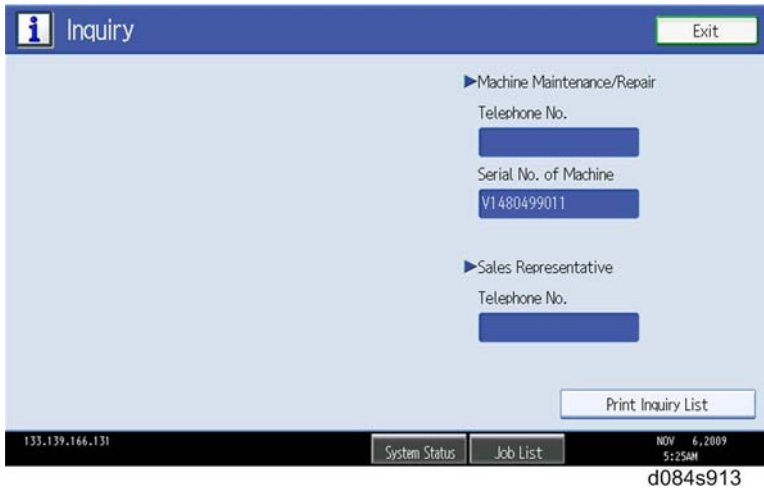 i Inquiry
Exit
►Machine Maintenance/Repair
Telephone No.
Serial No. of Machine
V1480499011
►Sales Representative
Telephone No.
Print Inquiry List
133.139.166.131
System Status
Job List
NOV 6,2009
5:25AM
d084s913